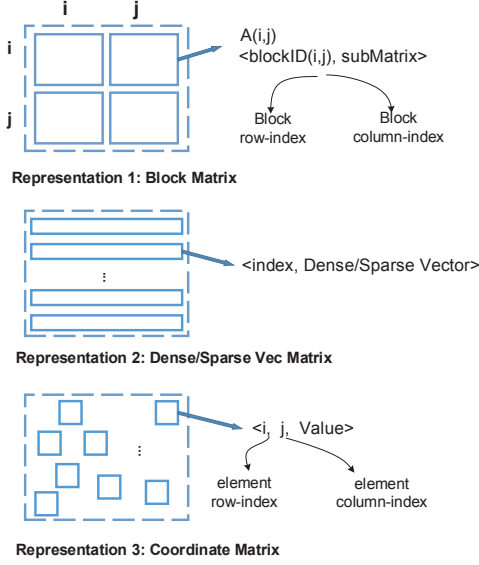 i j
i
A(i,j)
<blockID(i,j), subMatrix>
j
Block
row-index
Block
column-index
Representation 1: Block Matrix
<index, Dense/Sparse Vector>
...
Representation 2: Dense/Sparse Vec Matrix
<i, j, Value>
...
element
row-index
element
column-index
Representation 3: Coordinate Matrix